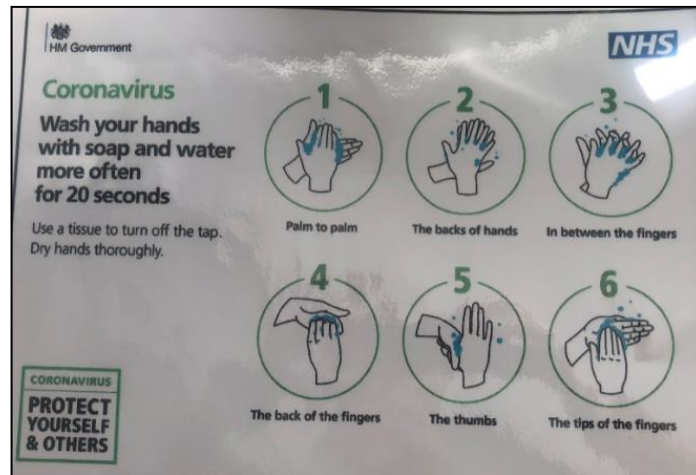 HM Government
NHS
Coronavirus
Wash your hands
with soap and water
more often
for 20 seconds
Use a tissue to turn off the tap.
Dry hands thoroughly.
1
Palm to palm
2
The backs of hands
3
In between the fingers
4
The back of the fingers
5
The thumbs
6
The tips of the fingers
CORONAVIRUS
PROTECT
YOURSELF
& OTHERS